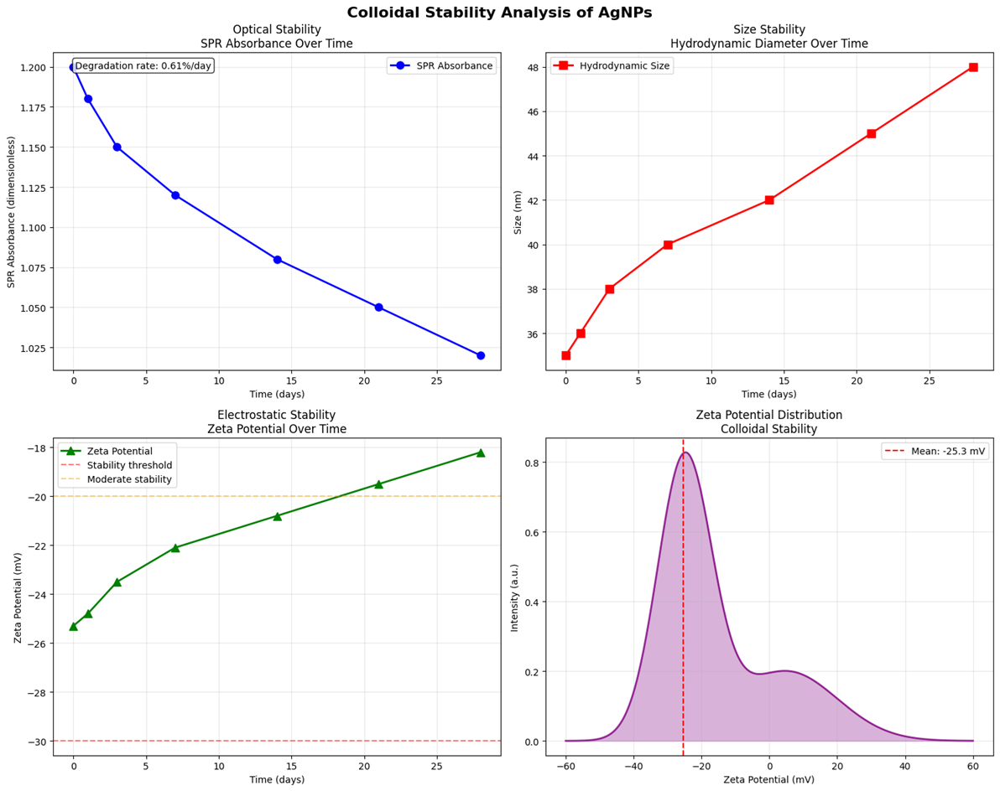 Colloidal Stability Analysis of AgNPs
Optical Stability
SPR Absorbance Over Time
Degradation rate: 0.61%/day
SPR Absorbance
SPR Absorbance (dimensionless)
1.200
1.175
1.150
1.125
1.100
1.075
1.050
1.025
0 5 10 15 20 25
Time (days)
Size Stability
Hydrodynamic Diameter Over Time
Hydrodynamic Size
Size (nm)
48
46
44
42
40
38
36
0 5 10 15 20 25
Time (days)
Electrostatic Stability
Zeta Potential Over Time
Zeta Potential
Stability threshold
Moderate stability
Zeta Potential (mV)
−18
−20
−22
−24
−26
−28
−30
0 5 10 15 20 25
Time (days)
Zeta Potential Distribution
Colloidal Stability
Mean: -25.3 mV
Intensity (a.u.)
0.8
0.6
0.4
0.2
0.0
−60 −40 −20 0 20 40 60
Zeta Potential (mV)